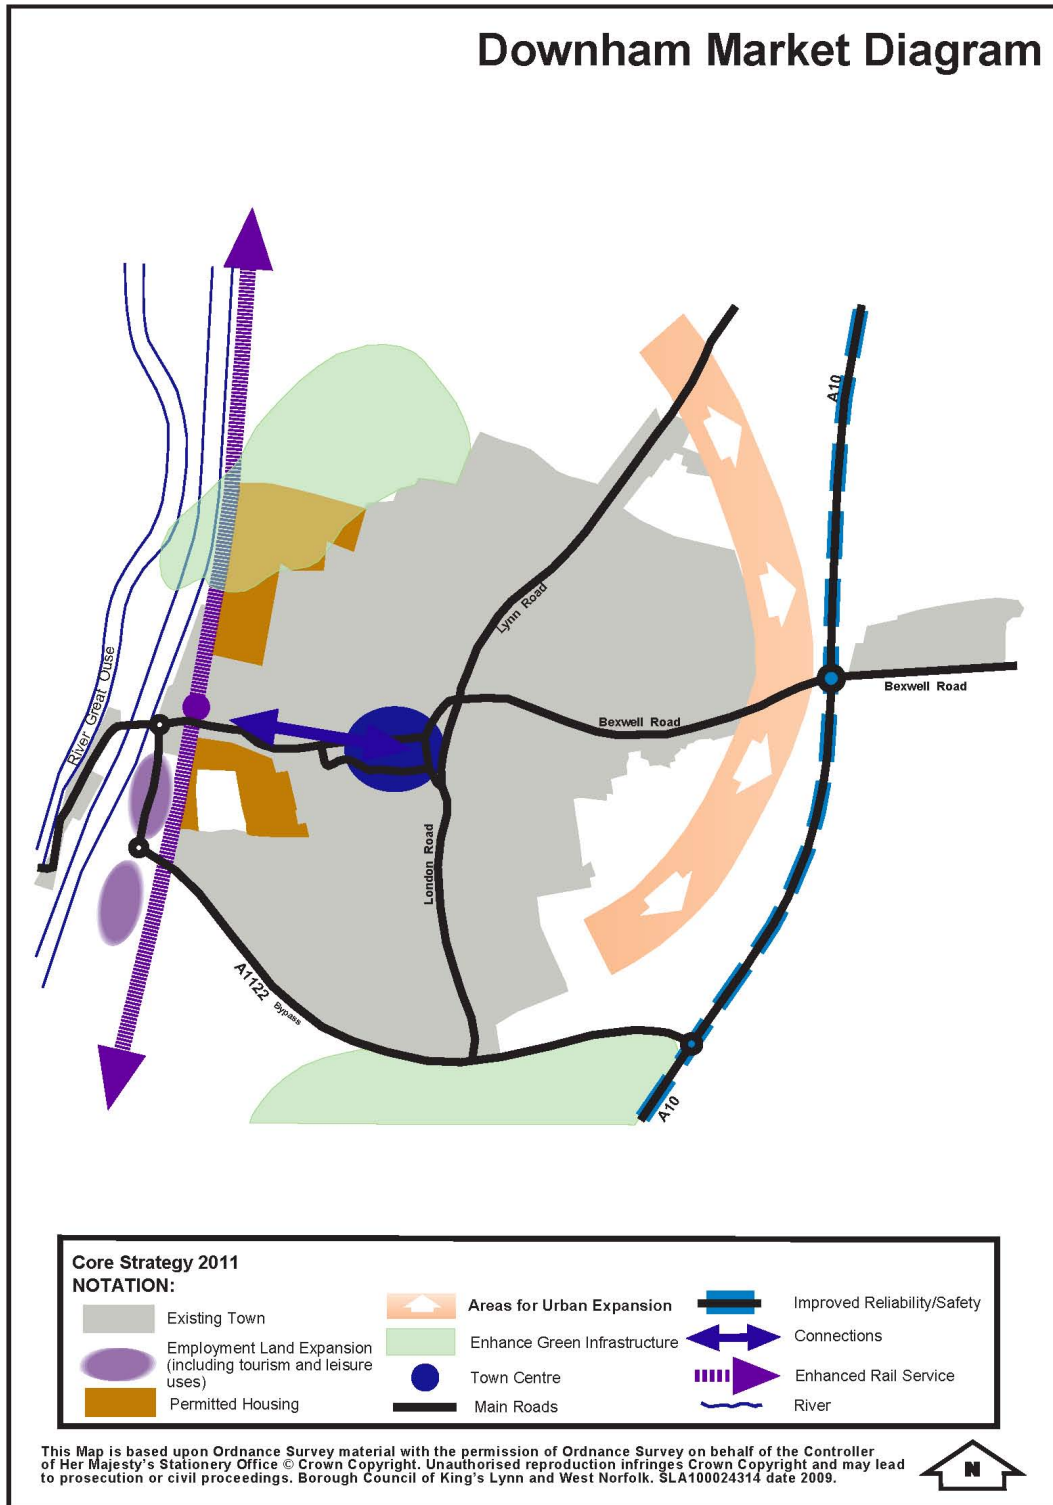 Downham Market Diagram
A10
Lynn Road
River Great Ouse
Bexwell Road
Bexwell Road
London Road
A1122 Bypass
A10
Core Strategy 2011
NOTATION:
Existing Town
Employment Land Expansion
(including tourism and leisure
uses)
Permitted Housing
Areas for Urban Expansion
Enhance Green Infrastructure
Town Centre
Main Roads
Improved Reliability/Safety
Connections
Enhanced Rail Service
River
This Map is based upon Ordnance Survey material with the permission of Ordnance Survey on behalf of the Controller
of Her Majesty's Stationery Office © Crown Copyright. Unauthorised reproduction infringes Crown Copyright and may lead
to prosecution or civil proceedings. Borough Council of King's Lynn and West Norfolk. SLA100024314 date 2009.
N